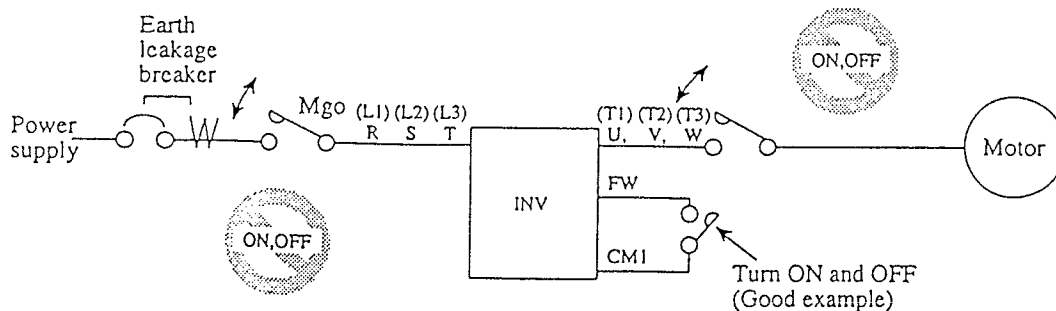 Earth
leakage
breaker
ON,OFF
Mgo
(L1) (L2) (L3)
R S T
(T1) (T2) (T3)
U, V, W
Power
supply
Motor
FW
INV
ON,OFF
CM1
Turn ON and OFF
(Good example)